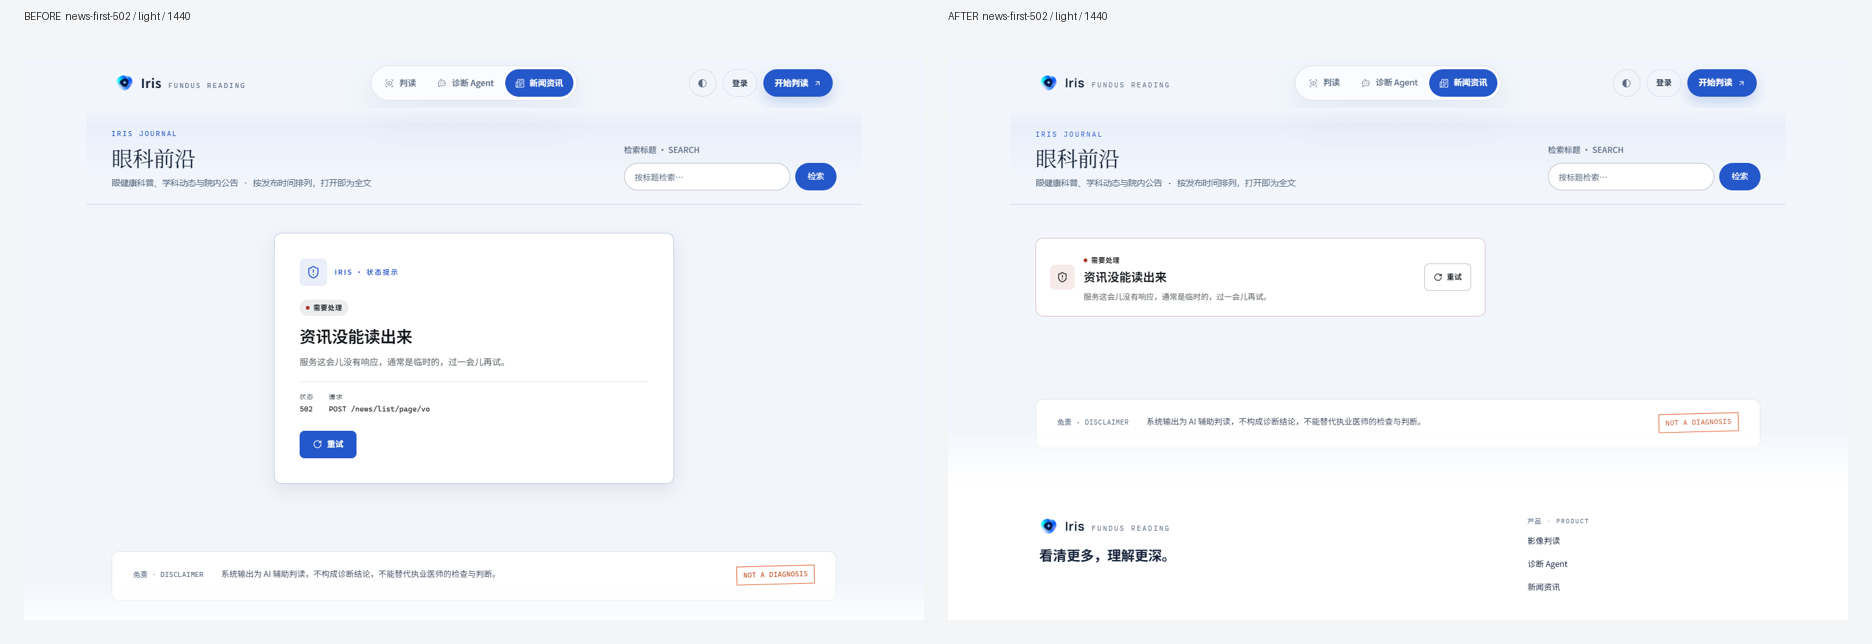 BEFORE news-first-502 / light / 1440
Iris FUNDUS READING
判读 诊断 Agent 新闻资讯
登录 开始判读 ↗
IRIS JOURNAL
眼科前沿
眼健康科普、学科动态与院内公告 · 按发布时间排列，打开即为全文
检索标题 · SEARCH
按标题检索… 检索
IRIS · 状态提示
需要处理
资讯没能读出来
服务这会儿没有响应，通常是临时的，过一会儿再试。
状态 请求
502 POST /news/list/page/vo
重试
免责 · DISCLAIMER 系统输出为 AI 辅助判读，不构成诊断结论，不能替代执业医师的检查与判断。 NOT A DIAGNOSIS
AFTER news-first-502 / light / 1440
Iris FUNDUS READING
判读 诊断 Agent 新闻资讯
登录 开始判读 ↗
IRIS JOURNAL
眼科前沿
眼健康科普、学科动态与院内公告 · 按发布时间排列，打开即为全文
检索标题 · SEARCH
按标题检索… 检索
需要处理
资讯没能读出来
服务这会儿没有响应，通常是临时的，过一会儿再试。
重试
免责 · DISCLAIMER 系统输出为 AI 辅助判读，不构成诊断结论，不能替代执业医师的检查与判断。 NOT A DIAGNOSIS
Iris FUNDUS READING
看清更多，理解更深。
产品 · PRODUCT
影像判读
诊断 Agent
新闻资讯